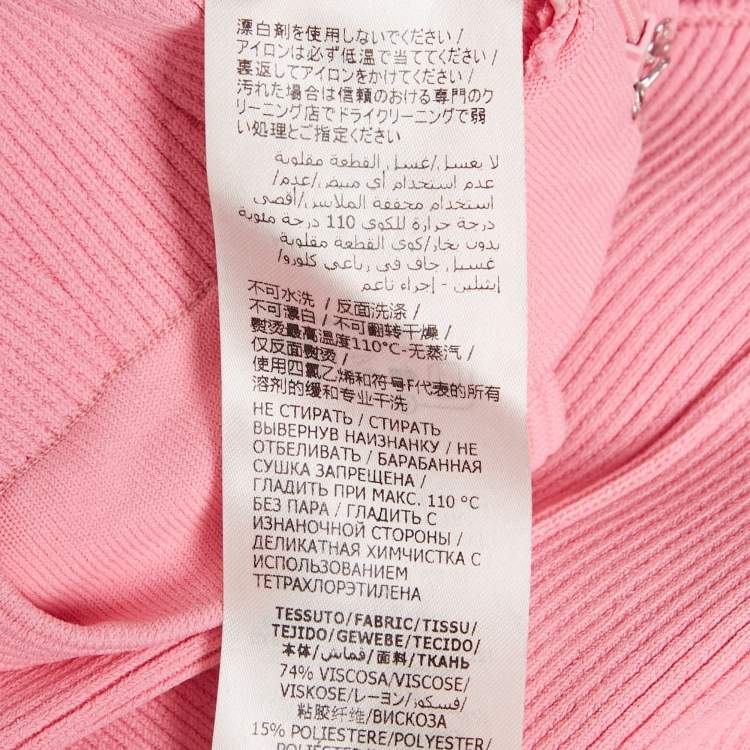 漂白剤を使用しないでください/
アイロンは必ず低温で当ててください/
裏返してアイロンをかけてください/
汚れた場合は信頼のおける専門のク
リーニング店でドライクリーニングで弱
い処理とご指定ください
لا يغسل/غسل القطعة مقلوبة
عدم استخدام أي مبيض/عدم/
استخدام مجففة الملابس/أقصى
درجة حرارة للكوي 110 درجة مئوية
بدون بخار/كوي القطعة مقلوبة
غسيل جاف في رباعي كلورو/
إيثيلين - إجراء ناعم
不可水洗 / 反面洗涤 /
不可漂白 / 不可翻转干燥 /
熨烫最高温度110°C-无蒸汽 /
仅反面熨烫 /
使用四氯乙烯和符号F代表的所有
溶剂的缓和专业干洗
НЕ СТИРАТЬ / СТИРАТЬ
ВЫВЕРНУВ НАИЗНАНКУ / НЕ
ОТБЕЛИВАТЬ / БАРАБАННАЯ
СУШКА ЗАПРЕЩЕНА /
ГЛАДИТЬ ПРИ МАКС. 110 °C
БЕЗ ПАРА / ГЛАДИТЬ С
ИЗНАНОЧНОЙ СТОРОНЫ /
ДЕЛИКАТНАЯ ХИМЧИСТКА С
ИСПОЛЬЗОВАНИЕМ
ТЕТРАХЛОРЭТИЛЕНА
TESSUTO/FABRIC/TISSU/
TEJIDO/GEWEBE/TECIDO/
本体/قماش/面料/ТКАНЬ
74% VISCOSA/VISCOSE/
VISKOSE/レーヨン/فسكوز/
粘胶纤维/ВИСКОЗА
15% POLIESTERE/POLYESTER/